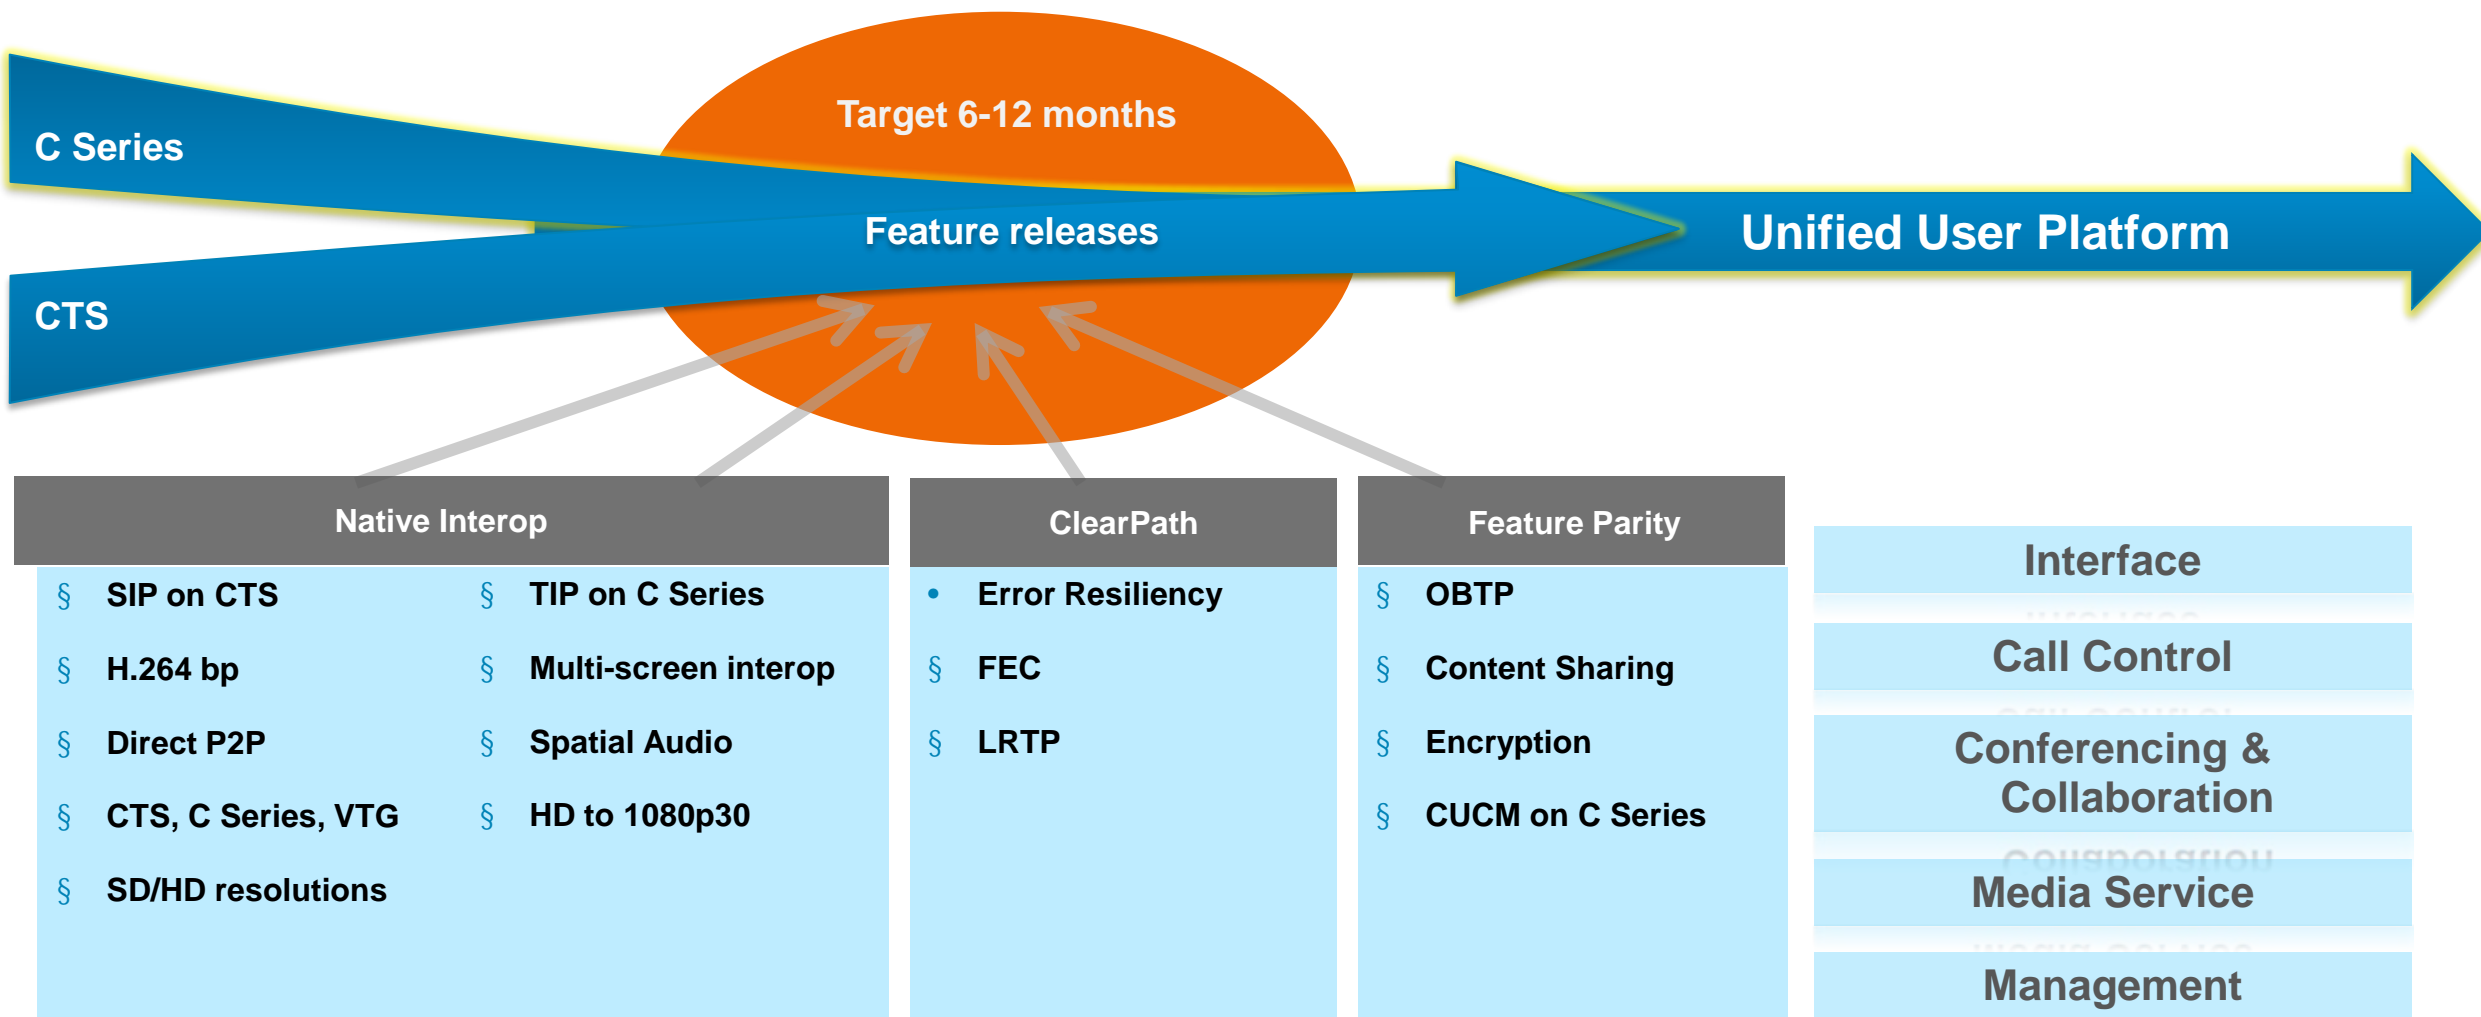 Target 6-12 months
C Series
Feature releases
Unified User Platform
CTS
Native Interop
§ SIP on CTS
§ H.264 bp
§ Direct P2P
§ CTS, C Series, VTG
§ SD/HD resolutions
§ TIP on C Series
§ Multi-screen interop
§ Spatial Audio
§ HD to 1080p30
ClearPath
• Error Resiliency
§ FEC
§ LRTP
Feature Parity
§ OBTP
§ Content Sharing
§ Encryption
§ CUCM on C Series
Interface
Call Control
Conferencing &
Collaboration
Media Service
Management